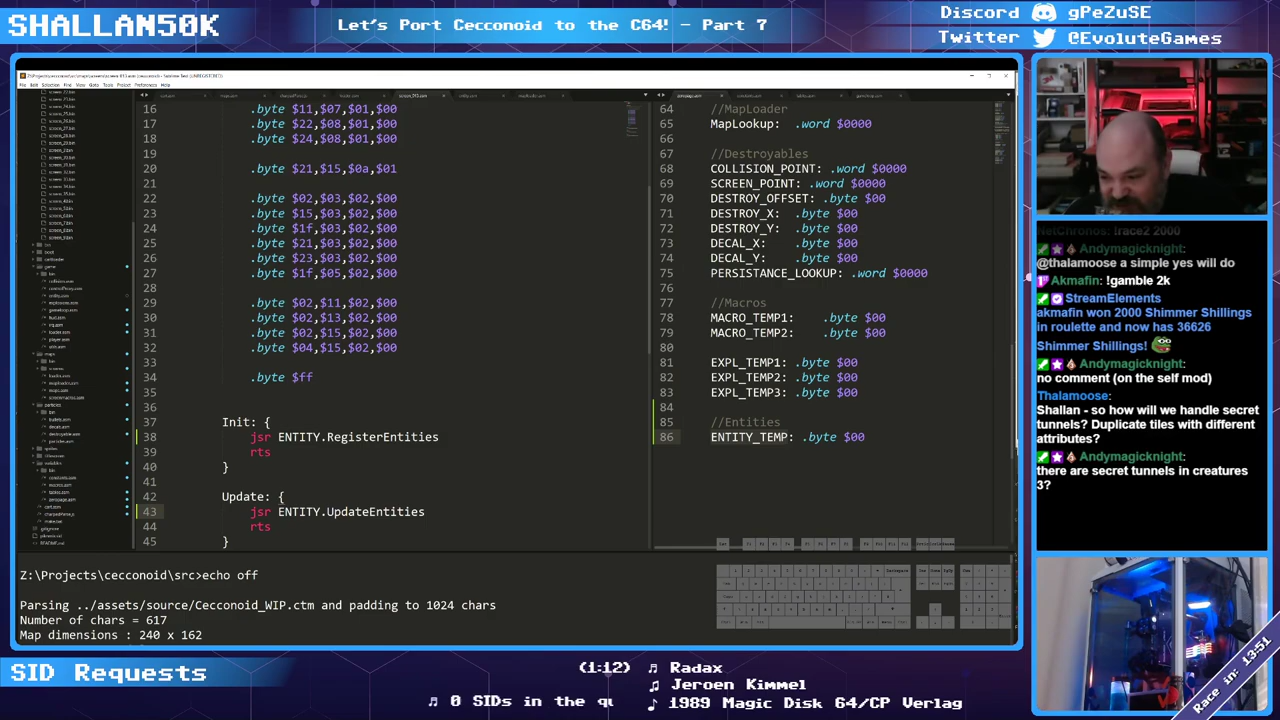 SHALLAN50K
Let's Port Cecconoid to the C64! - Part 7
Discord gPeZuSE
Twitter @EvoluteGames
16 .byte $11,$07,$01,$00
17 .byte $22,$08,$01,$00
18 .byte $24,$08,$01,$00
19
20 .byte $21,$15,$0a,$01
21
22 .byte $02,$03,$02,$00
23 .byte $15,$03,$02,$00
24 .byte $1f,$03,$02,$00
25 .byte $21,$03,$02,$00
26 .byte $23,$03,$02,$00
27 .byte $1f,$05,$02,$00
28
29 .byte $02,$11,$02,$00
30 .byte $02,$13,$02,$00
31 .byte $02,$15,$02,$00
32 .byte $04,$15,$02,$00
33
34 .byte $ff
35
36
37 Init: {
38 jsr ENTITY.RegisterEntities
39 rts
40 }
41
42 Update: {
43 jsr ENTITY.UpdateEntities
44 rts
45 }
64 //MapLoader
65 MapLookup: .word $0000
66
67 //Destroyables
68 COLLISION_POINT: .word $0000
69 SCREEN_POINT: .word $0000
70 DESTROY_OFFSET: .byte $00
71 DESTROY_X: .byte $00
72 DESTROY_Y: .byte $00
73 DECAL_X: .byte $00
74 DECAL_Y: .byte $00
75 PERSISTANCE_LOOKUP: .word $0000
76
77 //Macros
78 MACRO_TEMP1: .byte $00
79 MACRO_TEMP2: .byte $00
80
81 EXPL_TEMP1: .byte $00
82 EXPL_TEMP2: .byte $00
83 EXPL_TEMP3: .byte $00
84
85 //Entities
86 ENTITY_TEMP: .byte $00
Z:\Projects\cecconoid\src>echo off
Parsing ../assets/source/Cecconoid_WIP.ctm and padding to 1024 chars
Number of chars = 617
Map dimensions : 240 x 162
NetChronos: !race2 2000
Andymagicknight:
@thalamoose a simple yes will do
Akmafin: !gamble 2k
StreamElements
akmafin won 2000 Shimmer Shillings
in roulette and now has 36626
Shimmer Shillings!
Andymagicknight:
no comment (on the self mod)
Thalamoose:
Shallan - so how will we handle secret
tunnels? Duplicate tiles with different
attributes?
Andymagicknight:
there are secret tunnels in creatures
3?
Race in: 13:51
SID Requests
(1:12) Radax
Jeroen Kimmel
0 SIDs in the qu
1989 Magic Disk 64/CP Verlag